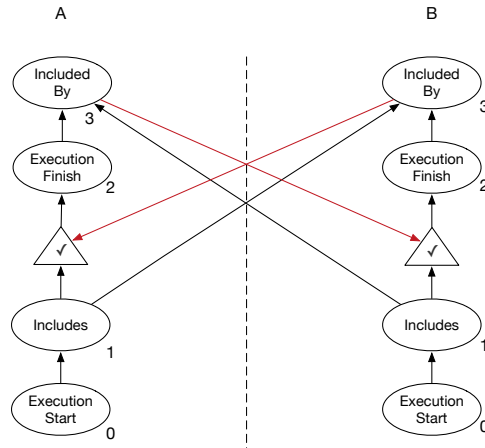 A
B
Included
By
3
Included
By
3
Execution
Finish
2
Execution
Finish
2
✓
✓
Includes
1
Includes
1
Execution
Start
0
Execution
Start
0